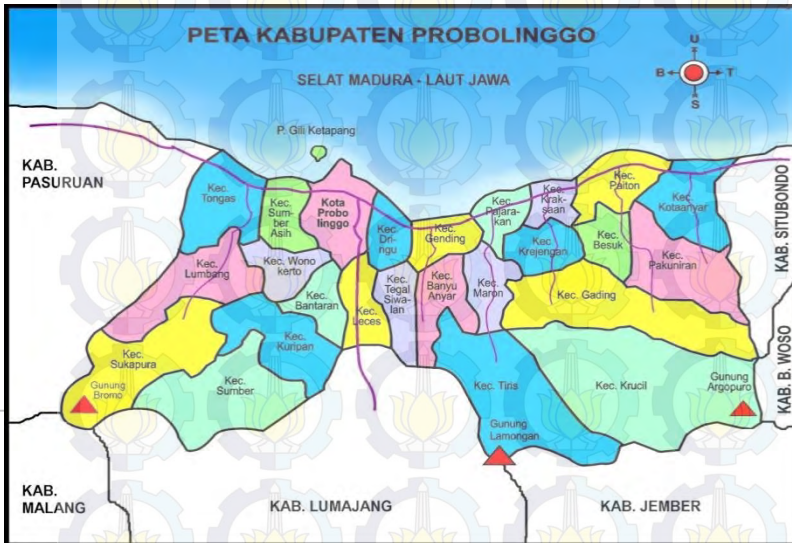 PETA KABUPATEN PROBOLINGGO
SELAT MADURA - LAUT JAWA
U
B
T
S
P. Gili Ketapang
KAB.
PASURUAN
Kec.
Tongas
Kec.
Sum-
ber
Asih
Kota
Probo
linggo
Kec.
Dri-
ngu
Kec.
Gending
Kec.
Pajara-
kan
Kec.
Krak-
saan
Kec.
Paiton
Kec.
Kotaanyar
KAB. SITUBONDO
Kec.
Lumbang
Kec. Wono
kerto
Kec.
Bantaran
Kec.
Leces
Kec.
Tegal
Siwa-
lan
Kec.
Banyu
Anyar
Kec.
Maron
Kec.
Krejengan
Kec.
Besuk
Kec.
Pakuniran
Kec. Gading
Kec.
Sukapura
Kec.
Kuripan
Kec.
Sumber
Gunung
Bromo
Kec. Tiris
Kec. Krucil
Gunung
Argopuro
Gunung
Lamongan
KAB. B. WOSO
KAB.
MALANG
KAB. LUMAJANG
KAB. JEMBER